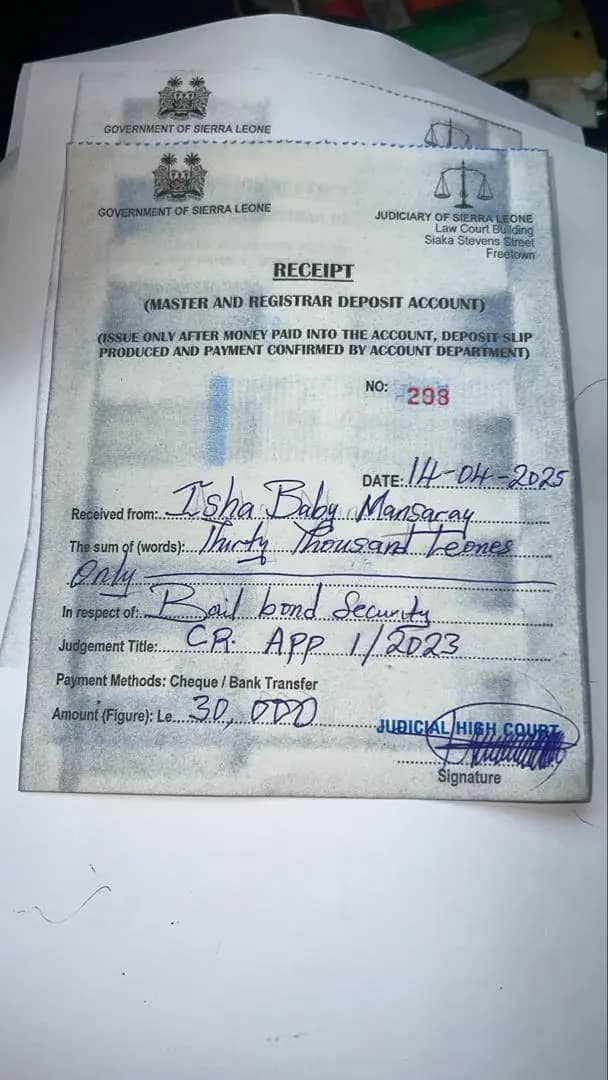 GOVERNMENT OF SIERRA LEONE
GOVERNMENT OF SIERRA LEONE
JUDICIARY OF SIERRA LEONE
Law Court Building
Siaka Stevens Street
Freetown
RECEIPT
(MASTER AND REGISTRAR DEPOSIT ACCOUNT)
(ISSUE ONLY AFTER MONEY PAID INTO THE ACCOUNT, DEPOSIT SLIP
PRODUCED AND PAYMENT CONFIRMED BY ACCOUNT DEPARTMENT)
NO: 298
DATE: 14-04-2025
Received from: Isha Baby Mansaray
The sum of (words): Thirty Thousand Leones
Only
In respect of: Bail bond Security
Judgement Title: CR: APP 1/2023
Payment Methods: Cheque / Bank Transfer
Amount (Figure): Le 30,000
JUDICIAL HIGH COURT
Signature